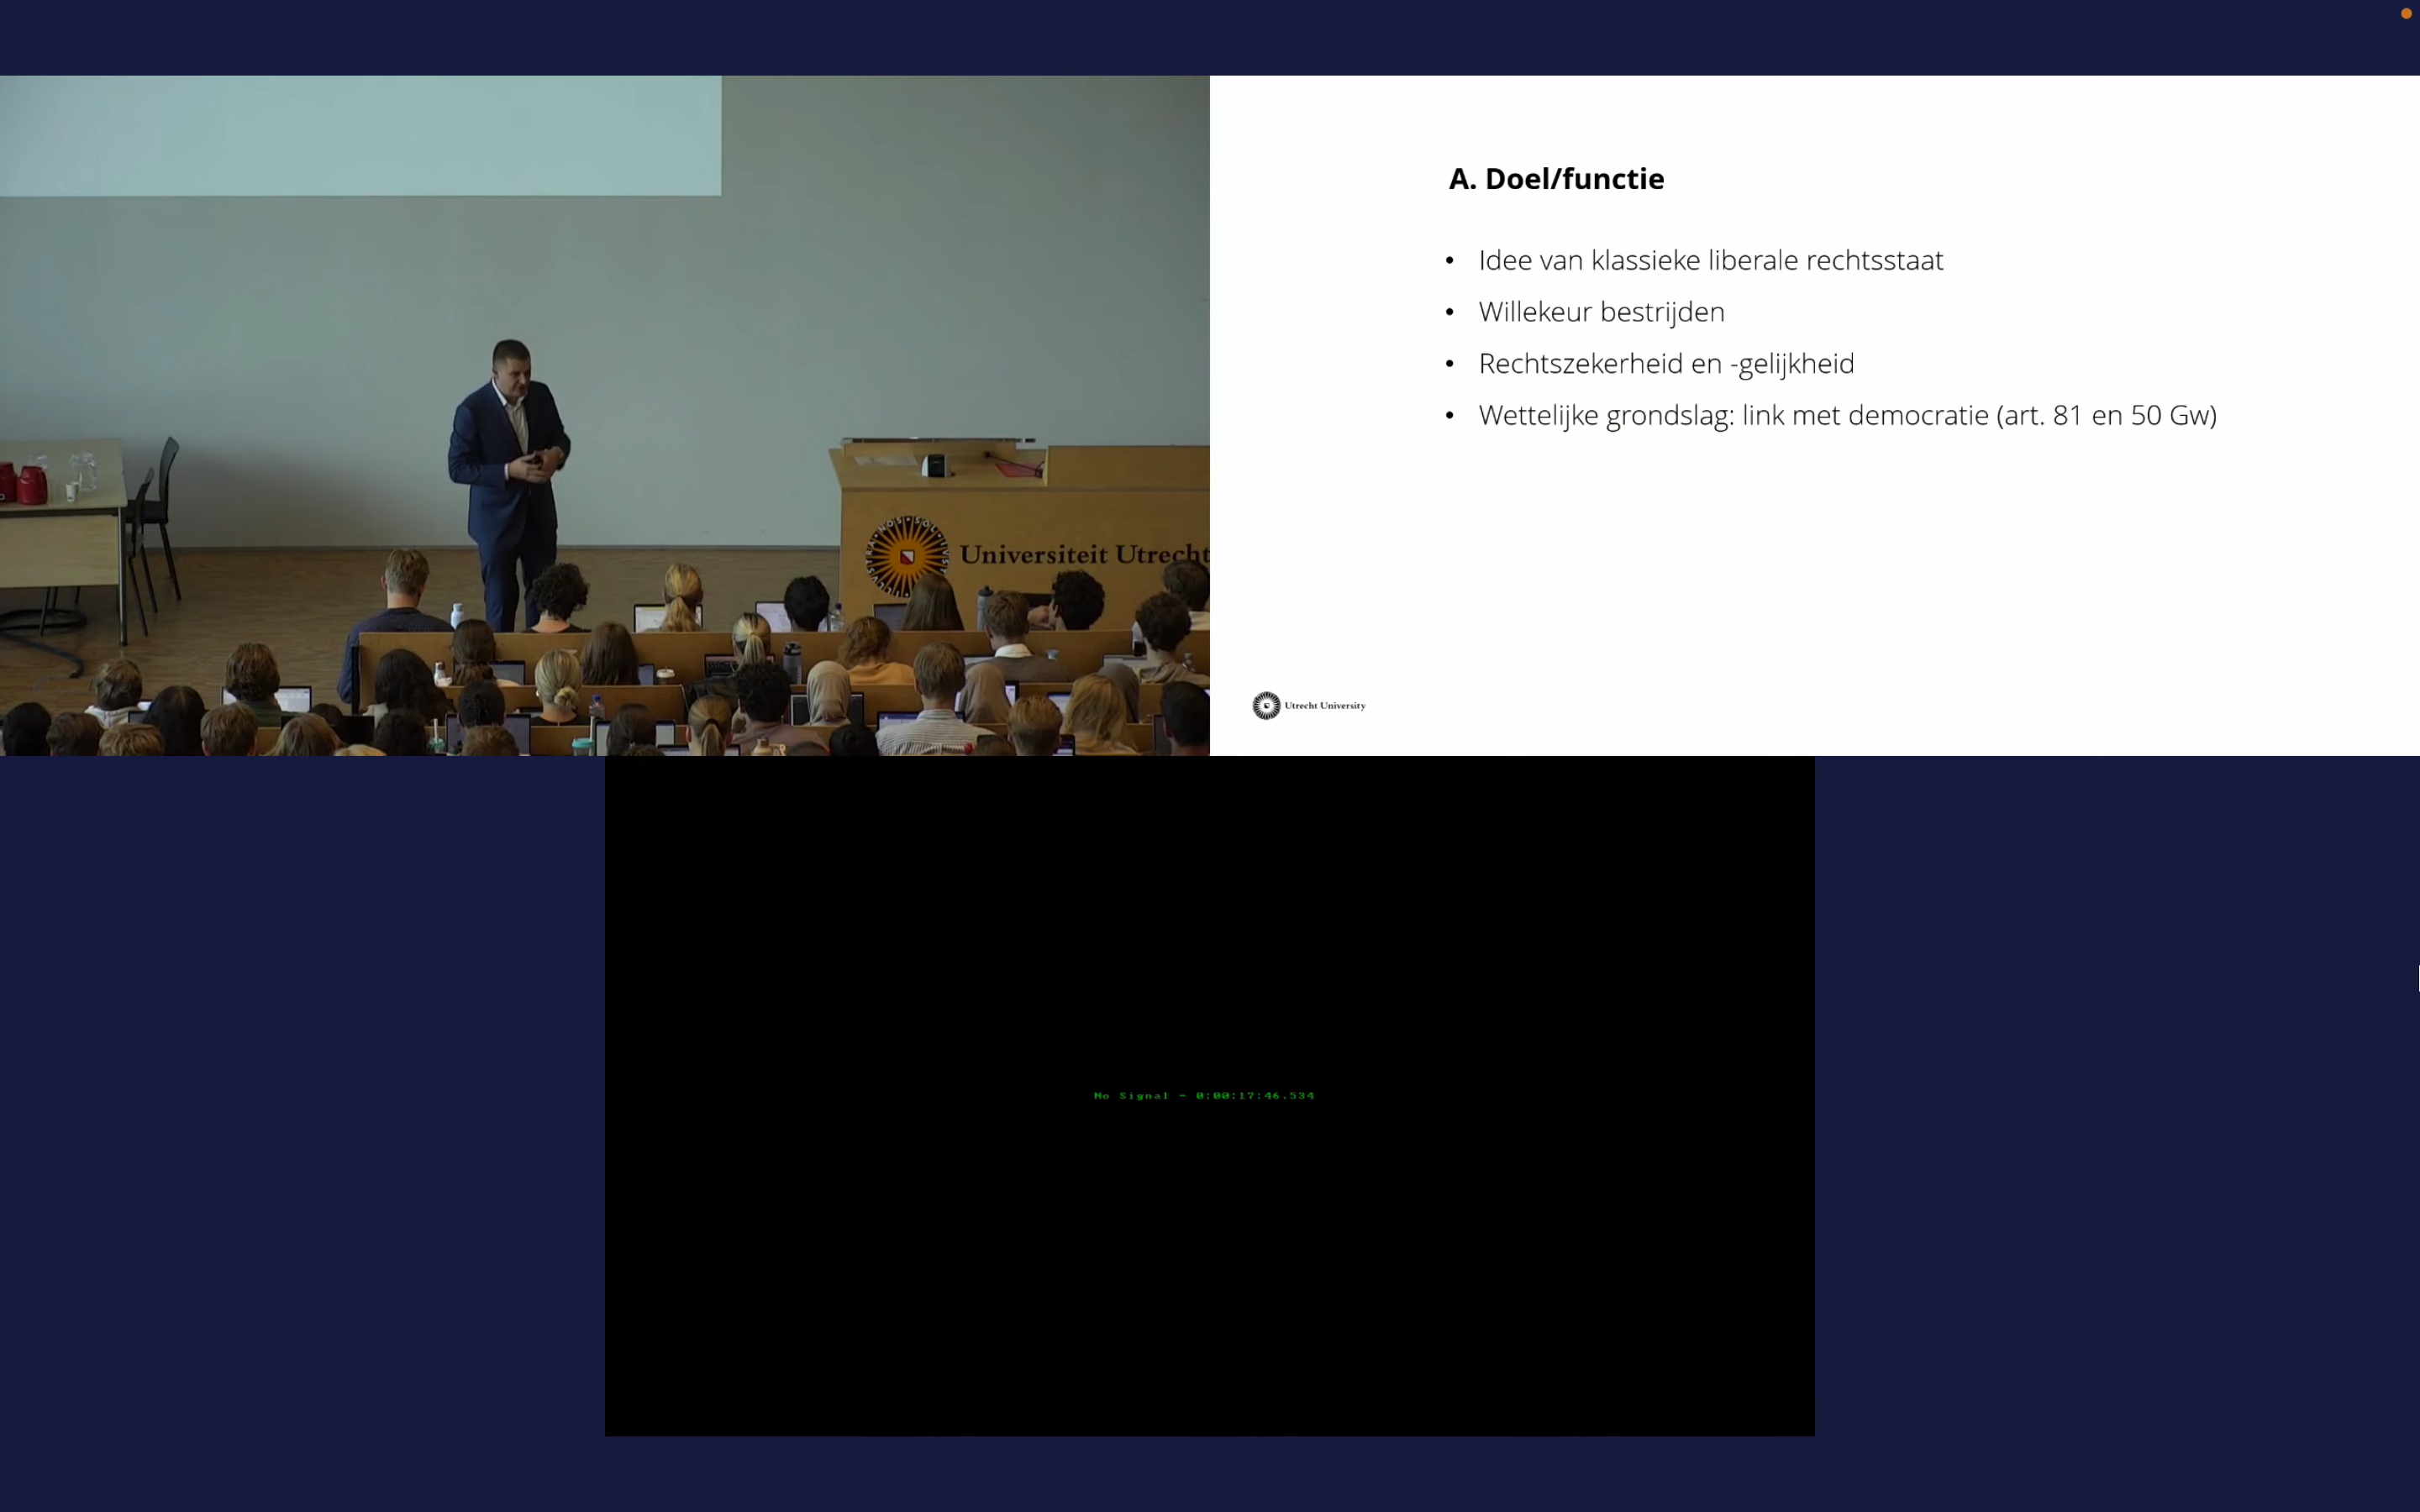 A. Doel/functie
Idee van klassieke liberale rechtsstaat
Willekeur bestrijden
Rechtszekerheid en -gelijkheid
Wettelijke grondslag: link met democratie (art. 81 en 50 Gw)
Universiteit Utrecht
Utrecht University
No Signal - 0:00:17:46.534